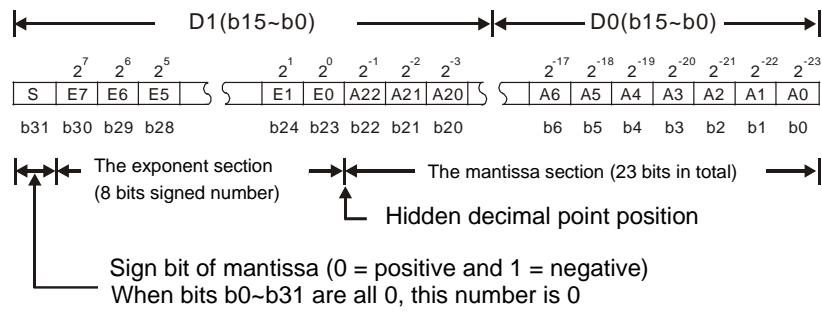 D1(b15~b0) D0(b15~b0)
2^7 2^6 2^5 2^1 2^0 2^-1 2^-2 2^-3 2^-17 2^-18 2^-19 2^-20 2^-21 2^-22 2^-23
S E7 E6 E5 E1 E0 A22 A21 A20 A6 A5 A4 A3 A2 A1 A0
b31 b30 b29 b28 b24 b23 b22 b21 b20 b6 b5 b4 b3 b2 b1 b0
The exponent section
(8 bits signed number)
The mantissa section (23 bits in total)
Hidden decimal point position
Sign bit of mantissa (0 = positive and 1 = negative)
When bits b0~b31 are all 0, this number is 0